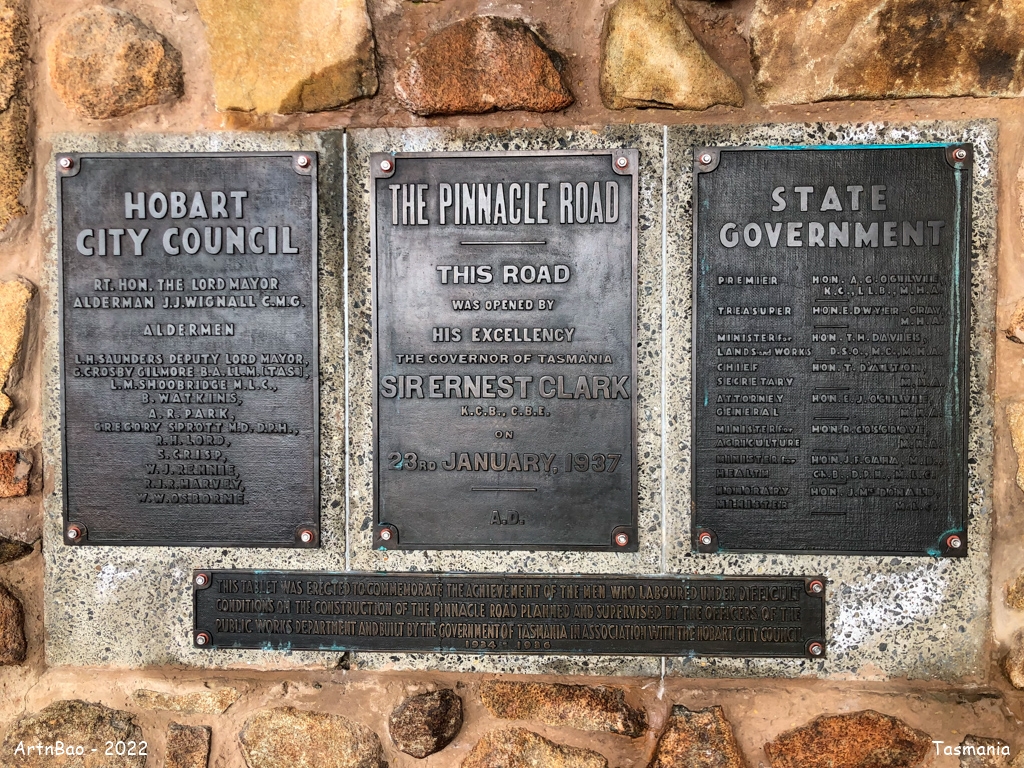 HOBART
CITY COUNCIL
RT. HON. THE LORD MAYOR
ALDERMAN J.J. WIGNALL C.M.G.
ALDERMEN
L.H. SAUNDERS DEPUTY LORD MAYOR,
G. CROSBY GILMORE B.A. LL.M. (TAS),
L.M. SHOOBRIDGE M.L.C.,
B. WATKINS,
A. R. PARK,
GREGORY SPROTT M.D. D.P.H.,
R. H. LORD,
S. CRISP,
W. J. RENNIE,
R. J. R. HARVEY,
W. W. OSBORNE.
THE PINNACLE ROAD
THIS ROAD
WAS OPENED BY
HIS EXCELLENCY
THE GOVERNOR OF TASMANIA
SIR ERNEST CLARK
K.C.B., C.B.E.
ON
23RD JANUARY, 1937
A.D.
STATE
GOVERNMENT
PREMIER HON. A. G. OGILVIE,
K.C., LL.B., M.H.A.
TREASURER HON. E. DWYER-GRAY,
M.H.A.
MINISTER for HON. T. H. DAVIES,
LANDS and WORKS D.S.O., M.C., M.H.A.
CHIEF HON. T. D'ALTON,
SECRETARY M.H.A.
ATTORNEY HON. E. J. OGILVIE,
GENERAL M.H.A.
MINISTER for HON. R. COSGROVE,
AGRICULTURE M.H.A.
MINISTER for HON. J. F. GAHA,
HEALTH Ch.B., D.P.H., M.L.C.
HONORARY HON. J. McDONALD,
MINISTER
THIS TABLET WAS ERECTED TO COMMEMORATE THE ACHIEVEMENT OF THE MEN WHO LABOURED UNDER DIFFICULT
CONDITIONS ON THE CONSTRUCTION OF THE PINNACLE ROAD PLANNED AND SUPERVISED BY THE OFFICERS OF THE
PUBLIC WORKS DEPARTMENT AND BUILT BY THE GOVERNMENT OF TASMANIA IN ASSOCIATION WITH THE HOBART CITY COUNCIL.
1934 - 1936
ArtnBao - 2022
Tasmania